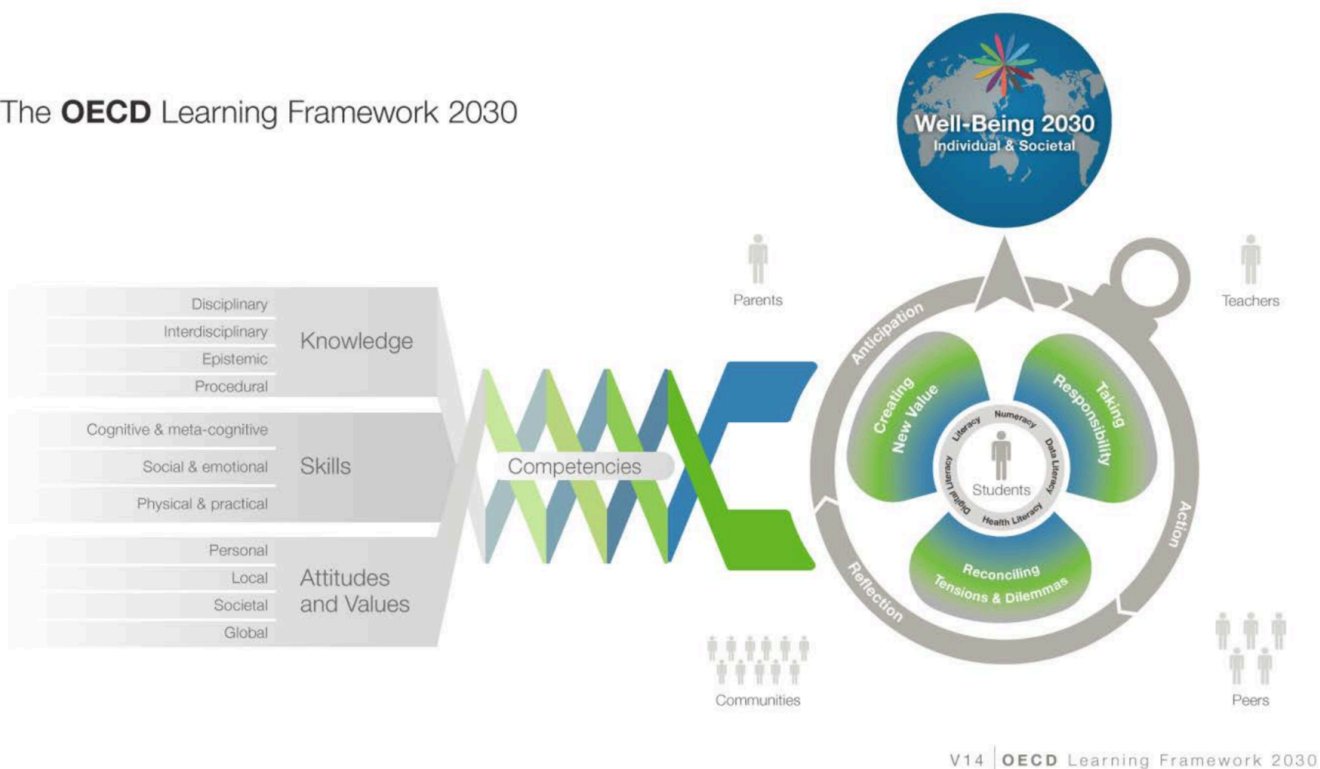 The OECD Learning Framework 2030
Well-Being 2030
Individual & Societal
Disciplinary
Interdisciplinary
Epistemic
Procedural
Knowledge
Cognitive & meta-cognitive
Social & emotional
Physical & practical
Skills
Personal
Local
Societal
Global
Attitudes
and Values
Competencies
Parents
Teachers
Anticipation
Action
Reflection
Creating
New Value
Taking
Responsibility
Reconciling
Tensions & Dilemmas
Literacy
Numeracy
Data Literacy
Health Literacy
Digital Literacy
Students
Communities
Peers
V14 | OECD Learning Framework 2030